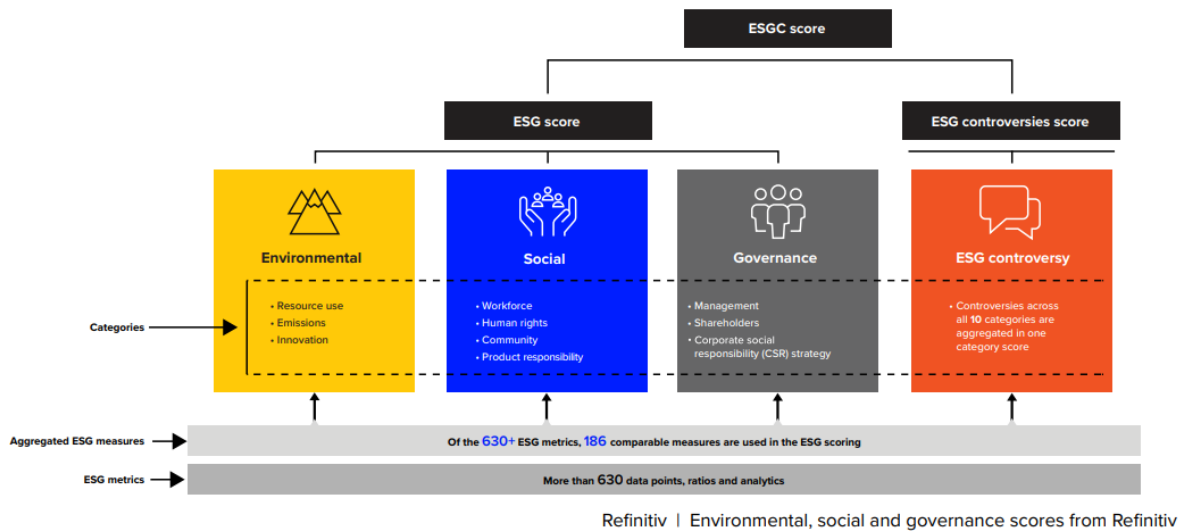 ESGC score
ESG score
ESG controversies score
Environmental
Social
Governance
ESG controversy
Categories
• Resource use
• Emissions
• Innovation
• Workforce
• Human rights
• Community
• Product responsibility
• Management
• Shareholders
• Corporate social
responsibility (CSR) strategy
• Controversies across
all 10 categories are
aggregated in one
category score
Aggregated ESG measures
Of the 630+ ESG metrics, 186 comparable measures are used in the ESG scoring
ESG metrics
More than 630 data points, ratios and analytics
Refinitiv | Environmental, social and governance scores from Refinitiv